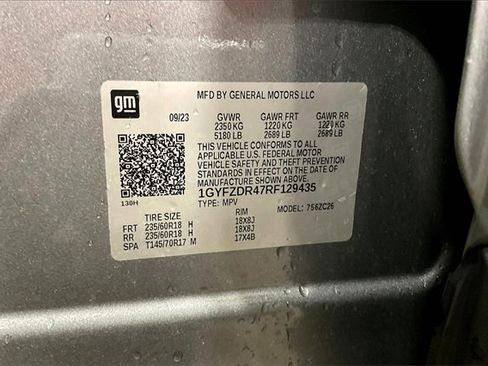 gm
MFD BY GENERAL MOTORS LLC
09/23 GVWR GAWR FRT GAWR RR
2350 KG 1220 KG 1220 KG
5180 LB 2689 LB 2689 LB
THIS VEHICLE CONFORMS TO ALL
APPLICABLE U.S. FEDERAL MOTOR
VEHICLE SAFETY AND THEFT PREVENTION
STANDARDS IN EFFECT ON THE DATE OF
MANUFACTURE SHOWN ABOVE.
1GYFZDR47RF129435
130H TYPE: MPV MODEL: 756ZC26
TIRE SIZE RIM
FRT 235/60R18 H 18X8J
RR 235/60R18 H 18X8J
SPA T145/70R17 M 17X4B